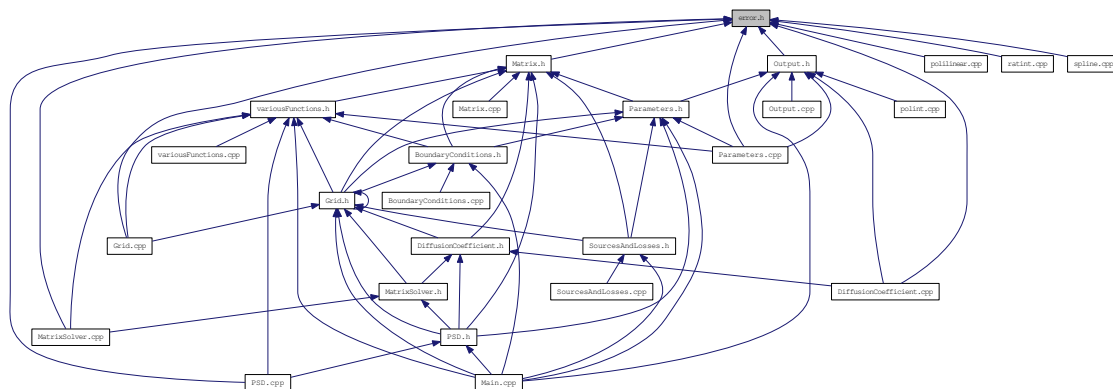 error.h
Matrix.h
Output.h
polilinear.cpp
ratint.cpp
spline.cpp
variousFunctions.h
Matrix.cpp
Parameters.h
Output.cpp
polint.cpp
variousFunctions.cpp
BoundaryConditions.h
Parameters.cpp
Grid.h
BoundaryConditions.cpp
Grid.cpp
DiffusionCoefficient.h
SourcesAndLosses.h
MatrixSolver.h
SourcesAndLosses.cpp
DiffusionCoefficient.cpp
MatrixSolver.cpp
PSD.h
PSD.cpp
Main.cpp